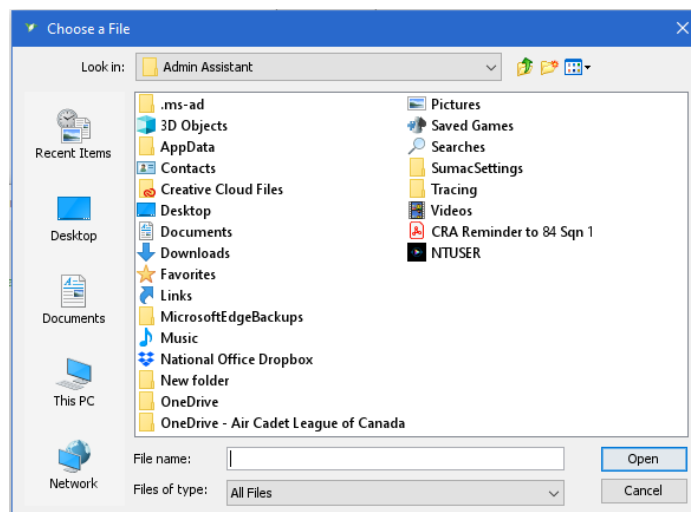 Choose a File
Look in:
Admin Assistant
Recent Items
Desktop
Documents
This PC
Network
.ms-ad
3D Objects
AppData
Contacts
Creative Cloud Files
Desktop
Documents
Downloads
Favorites
Links
MicrosoftEdgeBackups
Music
National Office Dropbox
New folder
OneDrive
OneDrive - Air Cadet League of Canada
Pictures
Saved Games
Searches
SumacSettings
Tracing
Videos
CRA Reminder to 84 Sqn 1
NTUSER
File name:
Open
Files of type:
All Files
Cancel